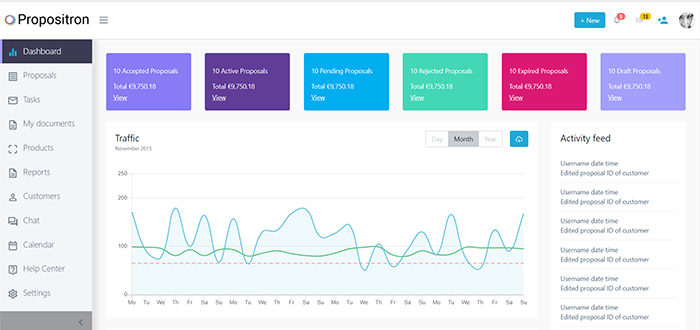 Propositron
+ New
5
15
Dashboard
Proposals
Tasks
My documents
Products
Reports
Customers
Chat
Calendar
Help Center
Settings
10 Accepted Proposals
Total €9,750.18
View
10 Active Proposals
Total €9,750.18
View
10 Pending Proposals
Total €9,750.18
View
10 Rejected Proposals
Total €9,750.18
View
10 Expired Proposals
Total €9,750.18
View
10 Draft Proposals
Total €9,750.18
View
Traffic
November 2015
Day Month Year
250
200
100
0
Mo Tu We Th Fr Sa Su Mo Tu We Th Fr Sa Su Mo Tu We Th Fr Sa Su Mo Tu We Th Fr Sa Su
Activity feed
Username date time
Edited proposal ID of customer
Username date time
Edited proposal ID of customer
Username date time
Edited proposal ID of customer
Username date time
Edited proposal ID of customer
Username date time
Edited proposal ID of customer
Username date time
Edited proposal ID of customer